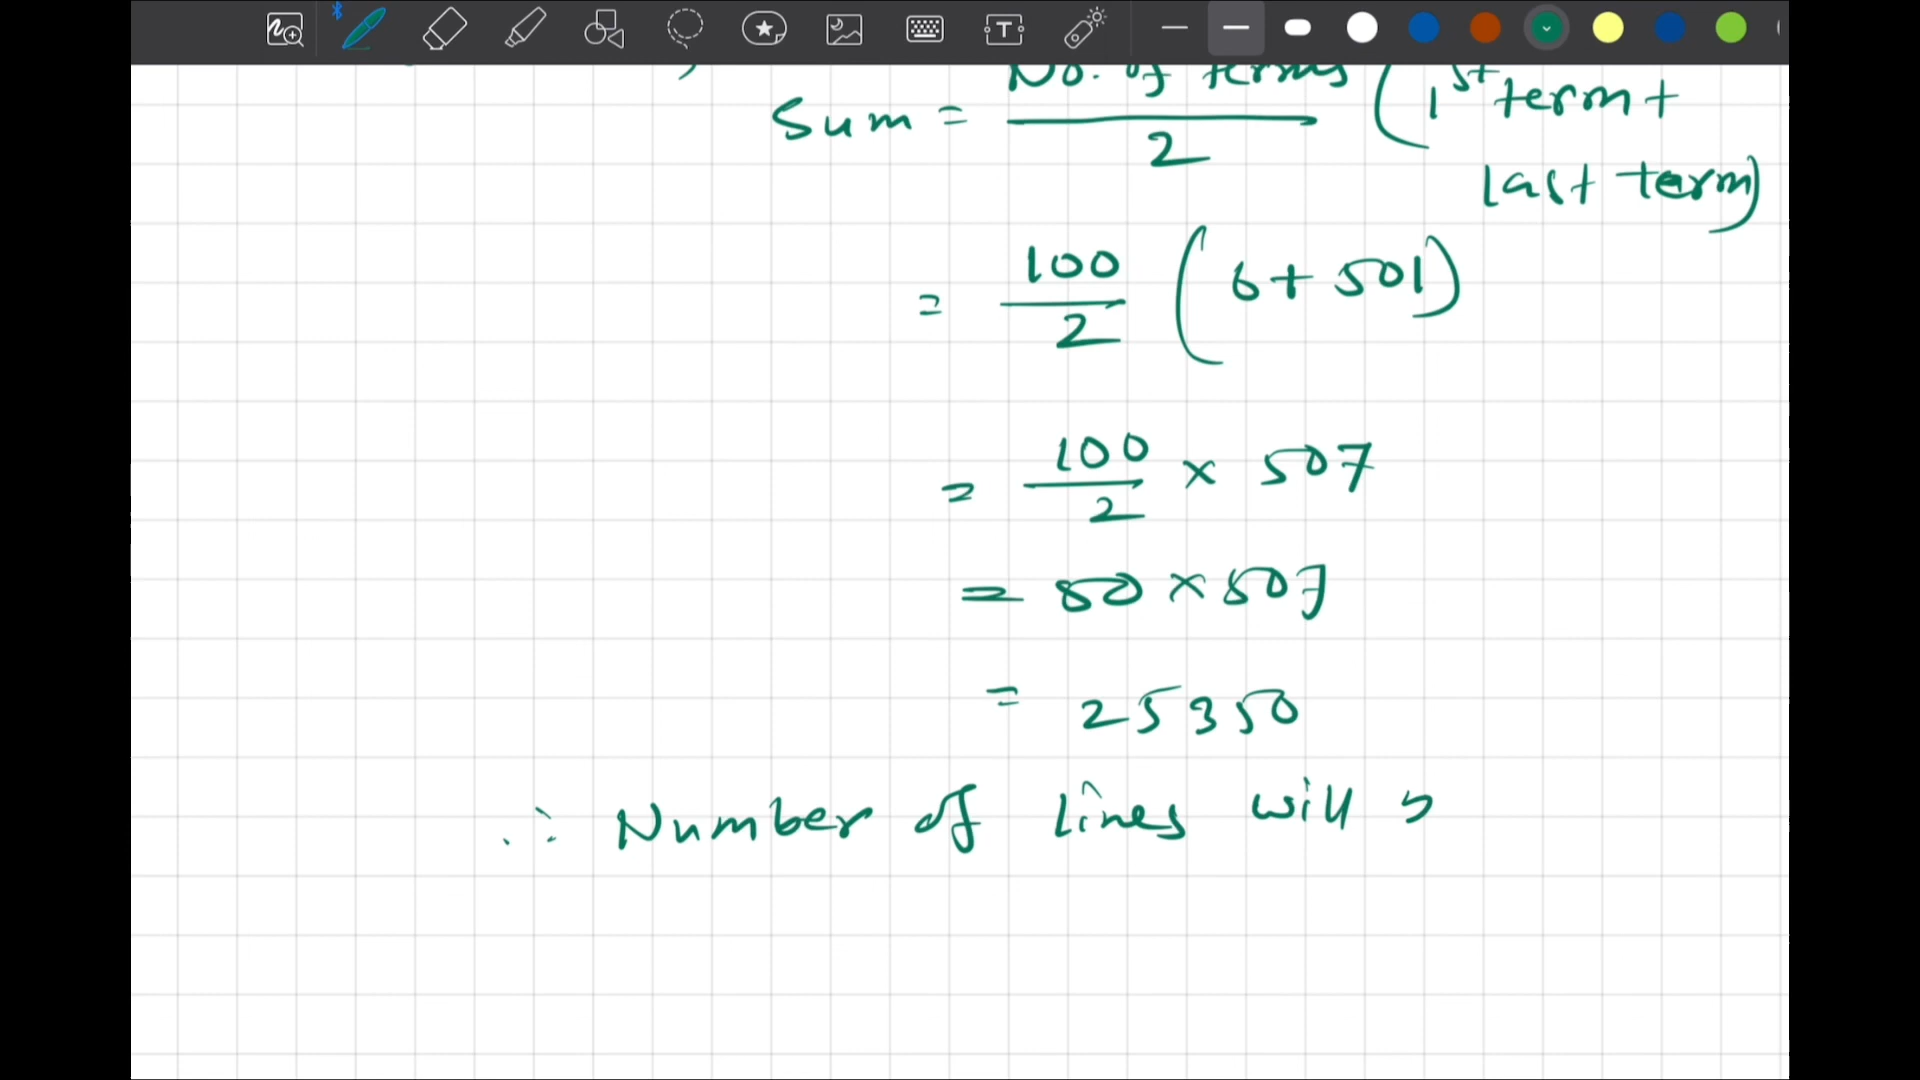 Sum = No. of terms / 2 (1st term +
last term)
= 100/2 (6 + 501)
= 100/2 × 507
= 50 × 507
= 25350
∴ Number of lines will